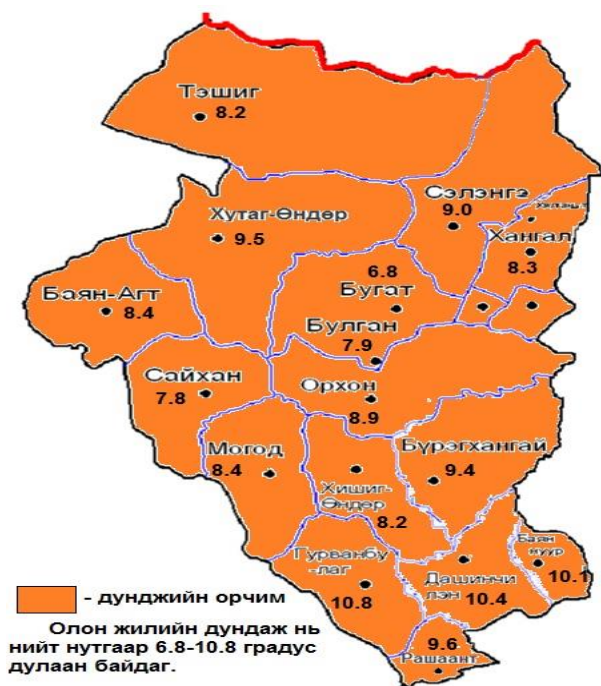 Тэшиг
8.2
Сэлэнгэ
9.0
Хутаг-Өндөр
9.5
Хангал
8.3
6.8
Бугат
Баян-Агт
8.4
Булган
7.9
Сайхан
7.8
Орхон
8.9
Могод
8.4
Бүрэгхангай
9.4
Хишиг-
Өндөр
8.2
Гурванбу
-лаг
10.8
Баян
нуур
10.1
Дашинчи
лэн
10.4
9.6
Рашаант
- дунджийн орчим
Олон жилийн дундаж нь
нийт нутгаар 6.8-10.8 градус
дулаан байдаг.